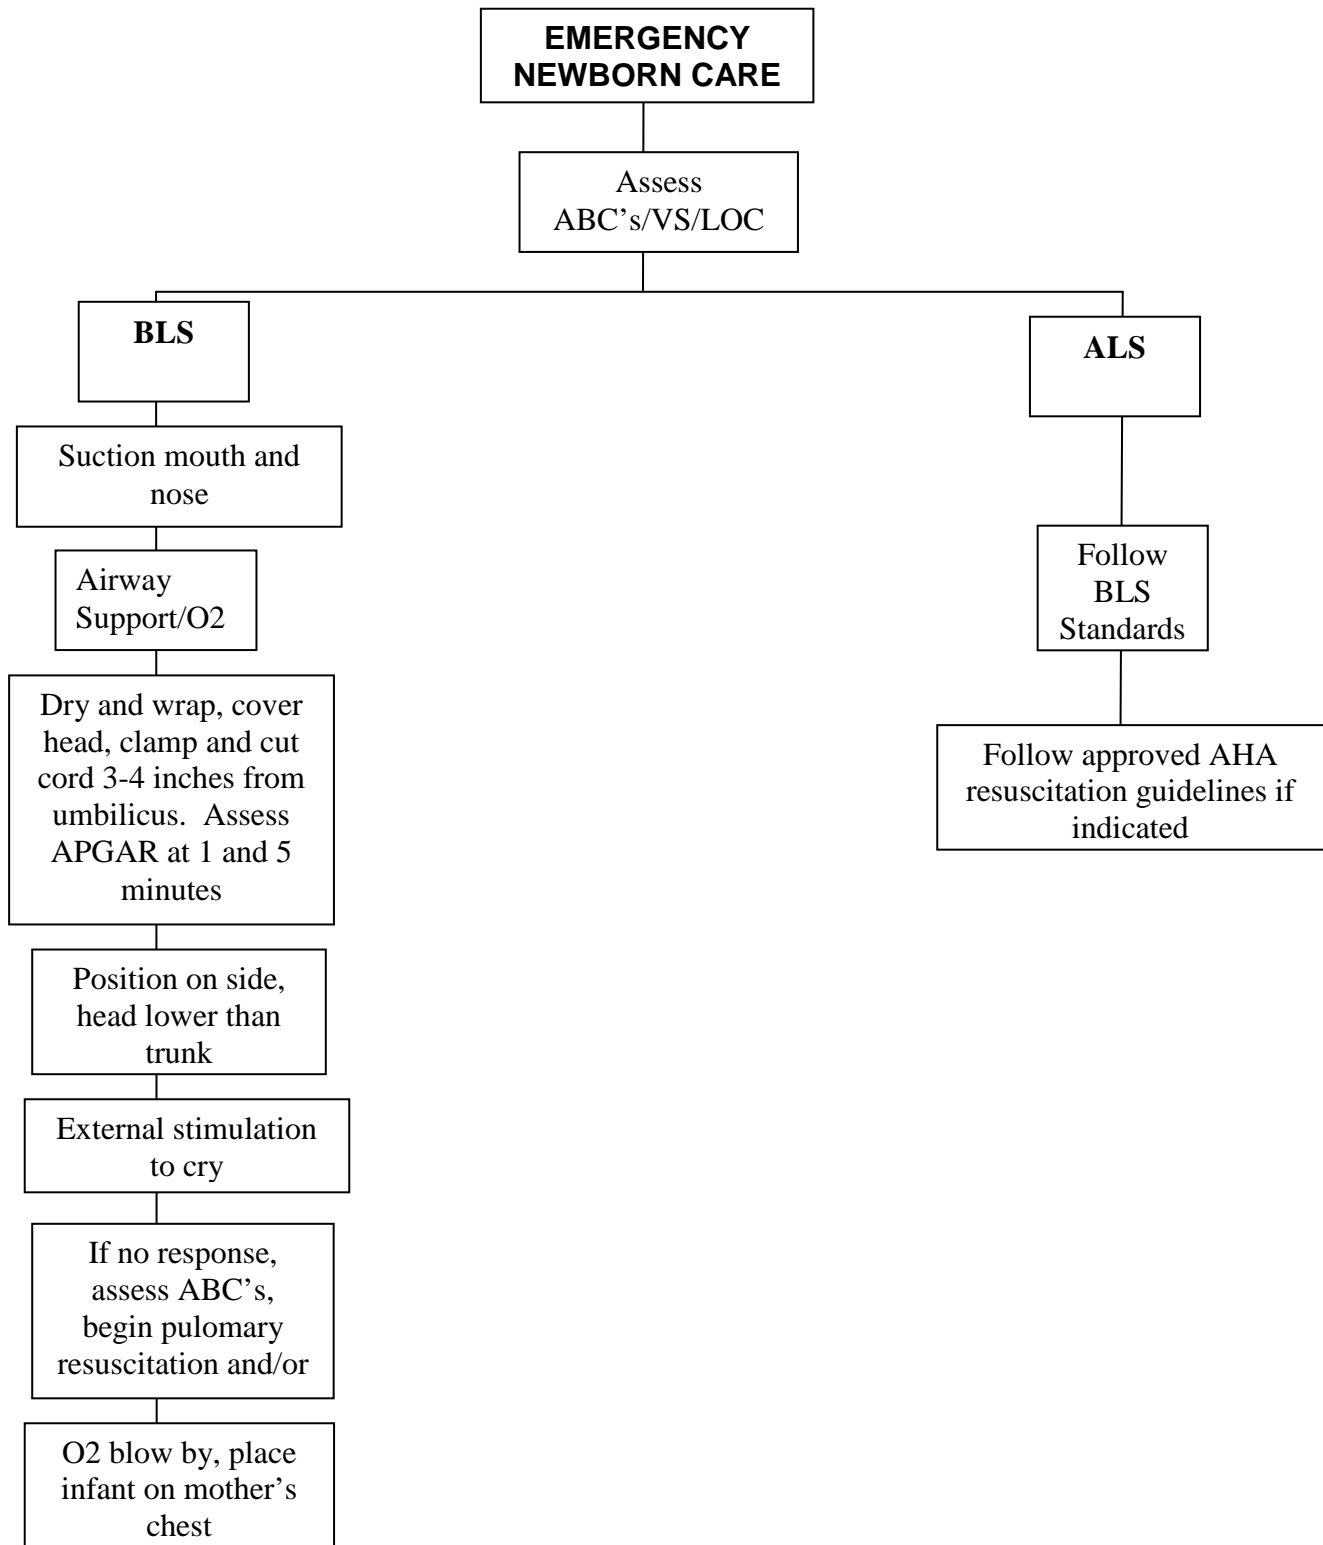 EMERGENCY
NEWBORN CARE
Assess
ABC’s/VS/LOC
BLS
Suction mouth and
nose
Airway
Support/O2
Dry and wrap, cover
head, clamp and cut
cord 3-4 inches from
umbilicus.  Assess
APGAR at 1 and 5
minutes
Position on side,
head lower than
trunk
External stimulation
to cry
If no response,
assess ABC’s,
begin pulomary
resuscitation and/or
O2 blow by, place
infant on mother’s
chest
ALS
Follow
BLS
Standards
Follow approved AHA
resuscitation guidelines if
indicated